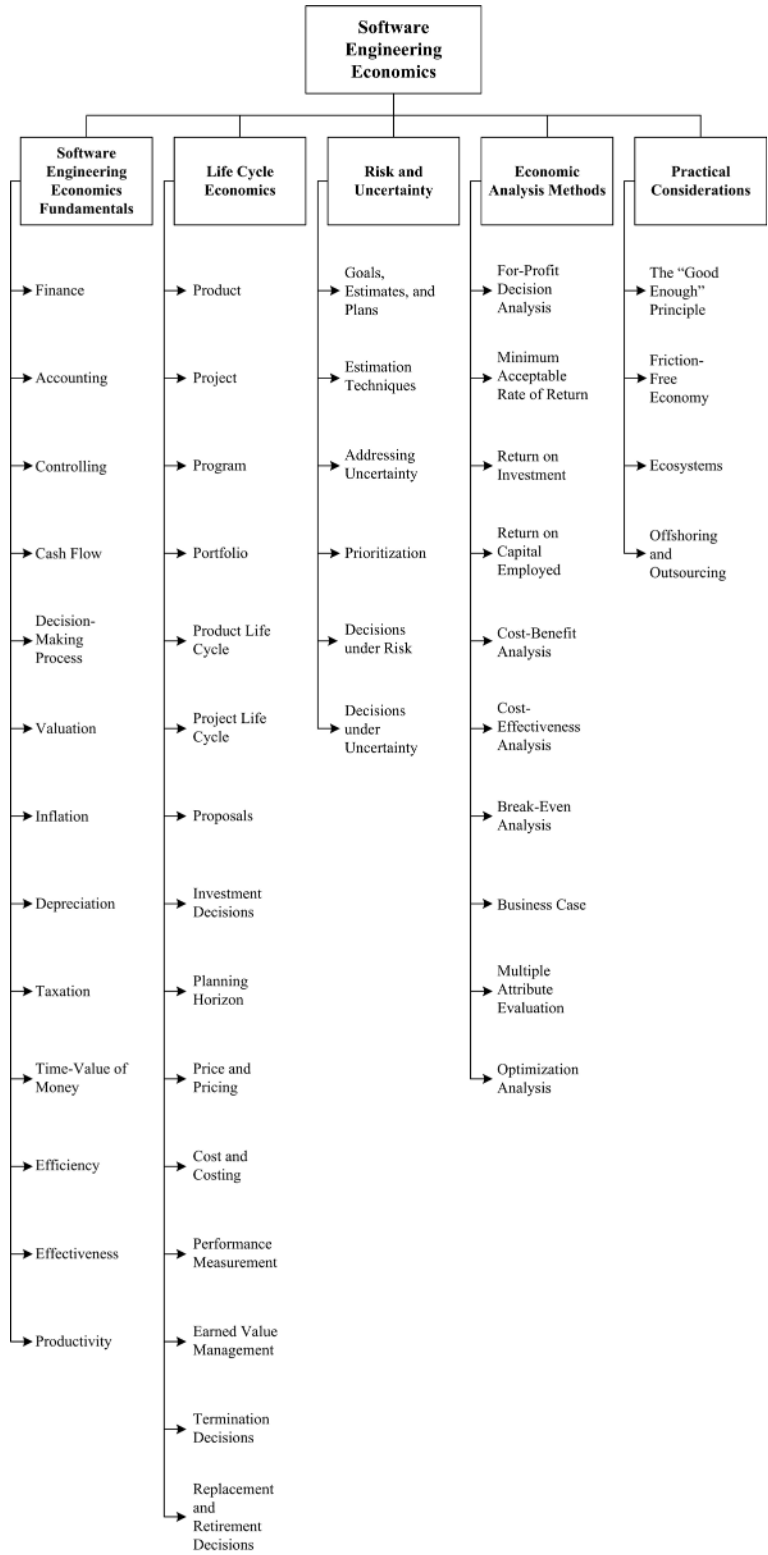 Software
Engineering
Economics
Software
Engineering
Economics
Fundamentals
Finance
Accounting
Controlling
Cash Flow
Decision-
Making
Process
Valuation
Inflation
Depreciation
Taxation
Time-Value of
Money
Efficiency
Effectiveness
Productivity
Life Cycle
Economics
Product
Project
Program
Portfolio
Product Life
Cycle
Project Life
Cycle
Proposals
Investment
Decisions
Planning
Horizon
Price and
Pricing
Cost and
Costing
Performance
Measurement
Earned Value
Management
Termination
Decisions
Replacement
and
Retirement
Decisions
Risk and
Uncertainty
Goals,
Estimates, and
Plans
Estimation
Techniques
Addressing
Uncertainty
Prioritization
Decisions
under Risk
Decisions
under
Uncertainty
Economic
Analysis Methods
For-Profit
Decision
Analysis
Minimum
Acceptable
Rate of Return
Return on
Investment
Return on
Capital
Employed
Cost-Benefit
Analysis
Cost-
Effectiveness
Analysis
Break-Even
Analysis
Business Case
Multiple
Attribute
Evaluation
Optimization
Analysis
Practical
Considerations
The “Good
Enough”
Principle
Friction-
Free
Economy
Ecosystems
Offshoring
and
Outsourcing